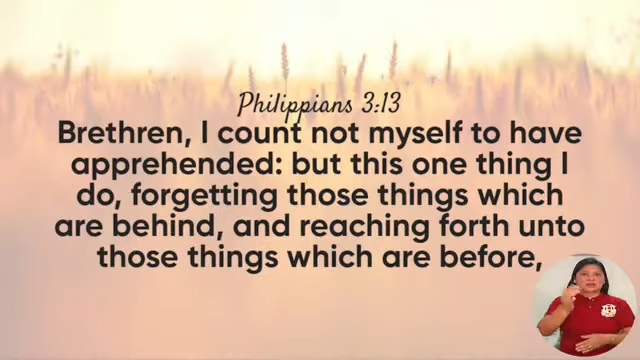 Philippians 3:13
Brethren, I count not myself to have
apprehended: but this one thing I
do, forgetting those things which
are behind, and reaching forth unto
those things which are before,